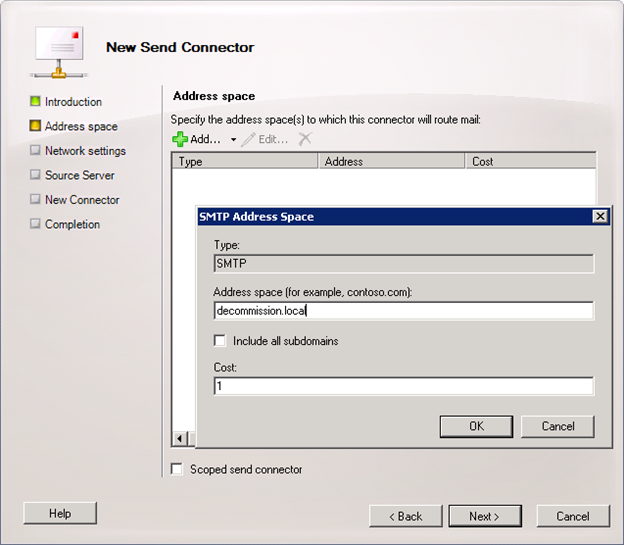 New Send Connector
Introduction
Address space
Network settings
Source Server
New Connector
Completion
Address space
Specify the address space(s) to which this connector will route mail:
Add... Edit...
Type Address Cost
SMTP Address Space
Type:
SMTP
Address space (for example, contoso.com):
decommission.local
Include all subdomains
Cost:
1
OK Cancel
Scoped send connector
Help < Back Next > Cancel